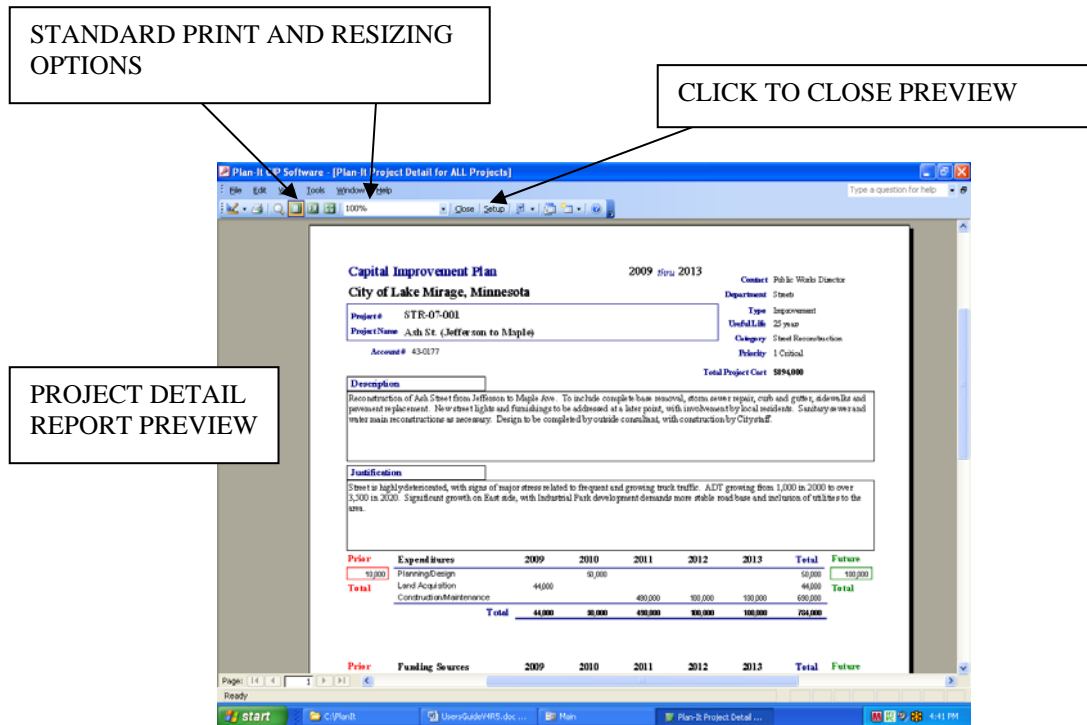 STANDARD PRINT AND RESIZING
OPTIONS
CLICK TO CLOSE PREVIEW
Plan-It CIP Software - [Plan-It Project Detail for ALL Projects]
File Edit Tools Window Help Type a question for help
100% Close Setup
PROJECT DETAIL
REPORT PREVIEW
Capital Improvement Plan 2009 thru 2013
City of Lake Mirage, Minnesota
Contact Public Works Director
Department Streets
Type Improvement
Useful Life 25 years
Category Street Reconstruction
Priority 1 Critical
Project # STR-07-001
Project Name Ash St. (Jefferson to Maple)
Account # 43-0177
Total Project Cost $894,000
Description
Reconstruction of Ash Street from Jefferson to Maple Ave. To include complete base removal, storm sewer repair, curb and gutter, sidewalks and
pavement replacement. New street lights and furnishings to be addressed at a later point, with involvement by local residents. Sanitary sewer and
water main reconstructions as necessary. Design to be completed by outside consultant, with construction by City staff.
Justification
Street is highly deteriorated, with signs of major stress related to frequent and growing truck traffic. ADT growing from 1,000 in 2000 to over
3,500 in 2020. Significant growth on East side, with Industrial Park development demands more stable road base and inclusion of utilities to the
area.
Prior Expenditures 2009 2010 2011 2012 2013 Total Future
10,000 Planning/Design 50,000 50,000 100,000
Total Land Acquisition 44,000 44,000 Total
Construction/Maintenance 490,000 100,000 100,000 690,000
Total 44,000 50,000 490,000 100,000 100,000 784,000
Prior Funding Sources 2009 2010 2011 2012 2013 Total Future
Page: 1
Ready
start C:\PlanIt UsersGuideV4R5.doc ... Main Plan-It Project Detail ... 4:41 PM